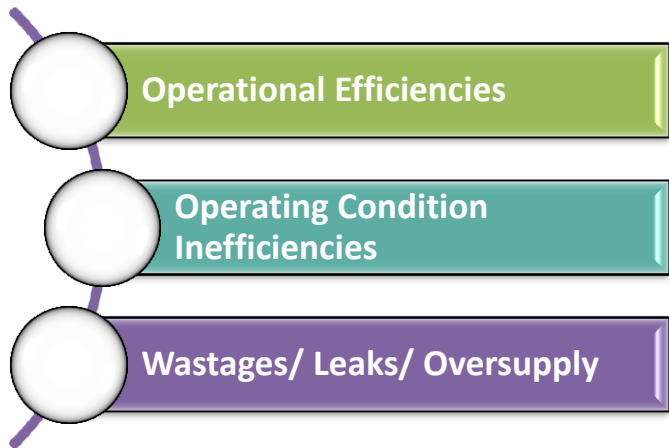 Operational Efficiencies
Operating Condition
Inefficiencies
Wastages/ Leaks/ Oversupply